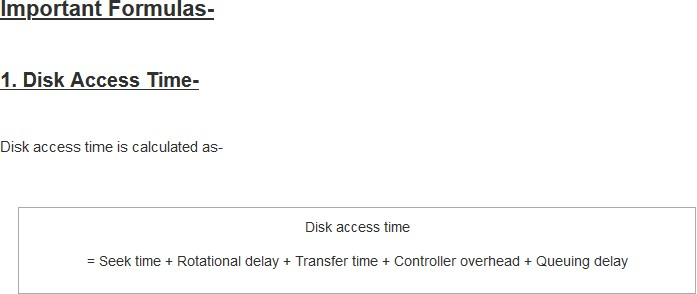 Important Formulas-
1. Disk Access Time-
Disk access time is calculated as-
Disk access time
= Seek time + Rotational delay + Transfer time + Controller overhead + Queuing delay